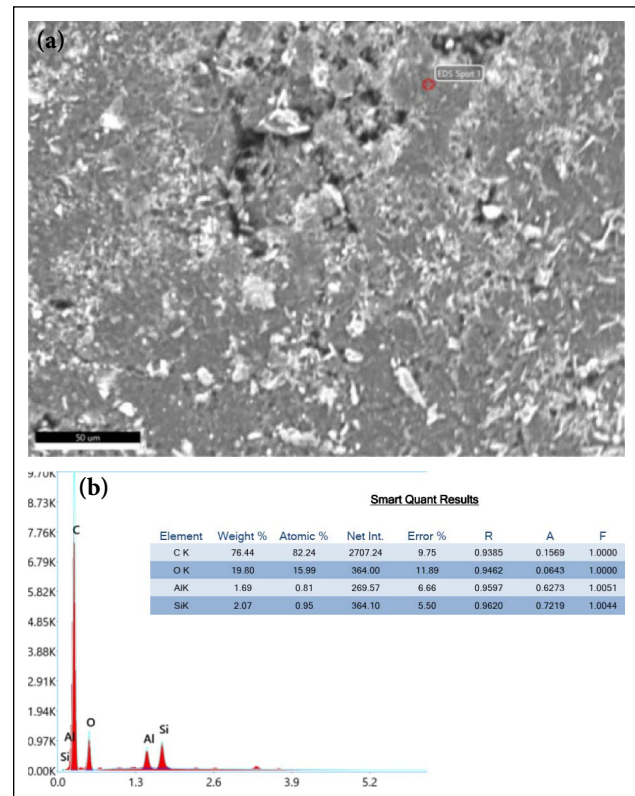 (a)
EDS Spot 1
50 um
(b)
Smart Quant Results
Element Weight % Atomic % Net Int. Error % R A F
C K 76.44 82.24 2707.24 9.75 0.9385 0.1569 1.0000
O K 19.80 15.99 364.00 11.89 0.9462 0.0643 1.0000
AlK 1.69 0.81 269.57 6.66 0.9597 0.6273 1.0051
SiK 2.07 0.95 364.10 5.50 0.9620 0.7219 1.0044
9.70K
8.73K
7.76K
6.79K
5.82K
4.85K
3.88K
2.91K
1.94K
0.97K
0.00K
C
O
Al
Si
Al
Si
0.0 1.3 2.6 3.9 5.2